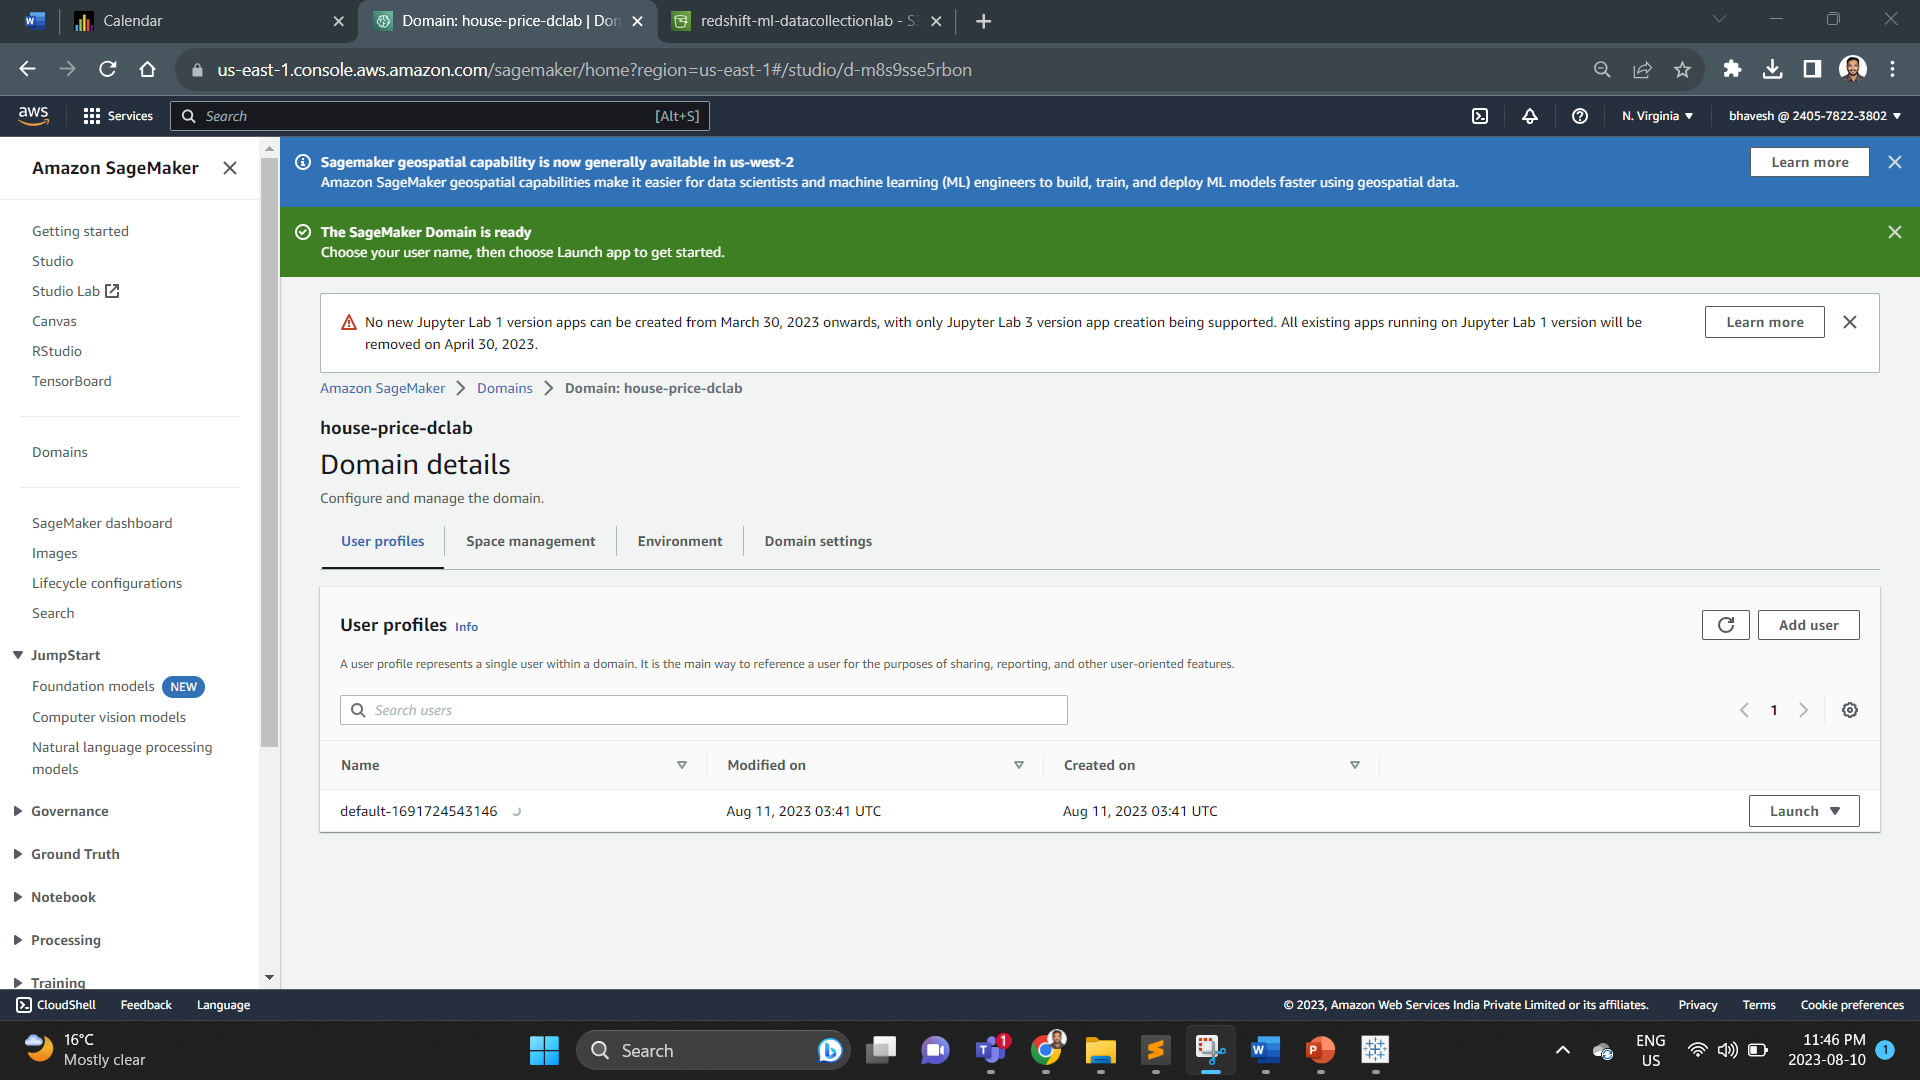 Calendar
Domain: house-price-dclab | Dom
redshift-ml-datacollectionlab - S3
us-east-1.console.aws.amazon.com/sagemaker/home?region=us-east-1#/studio/d-m8s9sse5rbon
aws
Services
Search
[Alt+S]
N. Virginia
bhavesh @ 2405-7822-3802
Amazon SageMaker
Getting started
Studio
Studio Lab
Canvas
RStudio
TensorBoard
Domains
SageMaker dashboard
Images
Lifecycle configurations
Search
JumpStart
Foundation models NEW
Computer vision models
Natural language processing
models
Governance
Ground Truth
Notebook
Processing
Training
Sagemaker geospatial capability is now generally available in us-west-2
Amazon SageMaker geospatial capabilities make it easier for data scientists and machine learning (ML) engineers to build, train, and deploy ML models faster using geospatial data.
Learn more
The SageMaker Domain is ready
Choose your user name, then choose Launch app to get started.
No new Jupyter Lab 1 version apps can be created from March 30, 2023 onwards, with only Jupyter Lab 3 version app creation being supported. All existing apps running on Jupyter Lab 1 version will be
removed on April 30, 2023.
Learn more
Amazon SageMaker
Domains
Domain: house-price-dclab
house-price-dclab
Domain details
Configure and manage the domain.
User profiles
Space management
Environment
Domain settings
User profiles Info
Add user
A user profile represents a single user within a domain. It is the main way to reference a user for the purposes of sharing, reporting, and other user-oriented features.
Search users
1
Name
Modified on
Created on
default-1691724543146
Aug 11, 2023 03:41 UTC
Aug 11, 2023 03:41 UTC
Launch
CloudShell
Feedback
Language
© 2023, Amazon Web Services India Private Limited or its affiliates.
Privacy
Terms
Cookie preferences
16°C
Mostly clear
Search
1
ENG
US
11:46 PM
2023-08-10
1